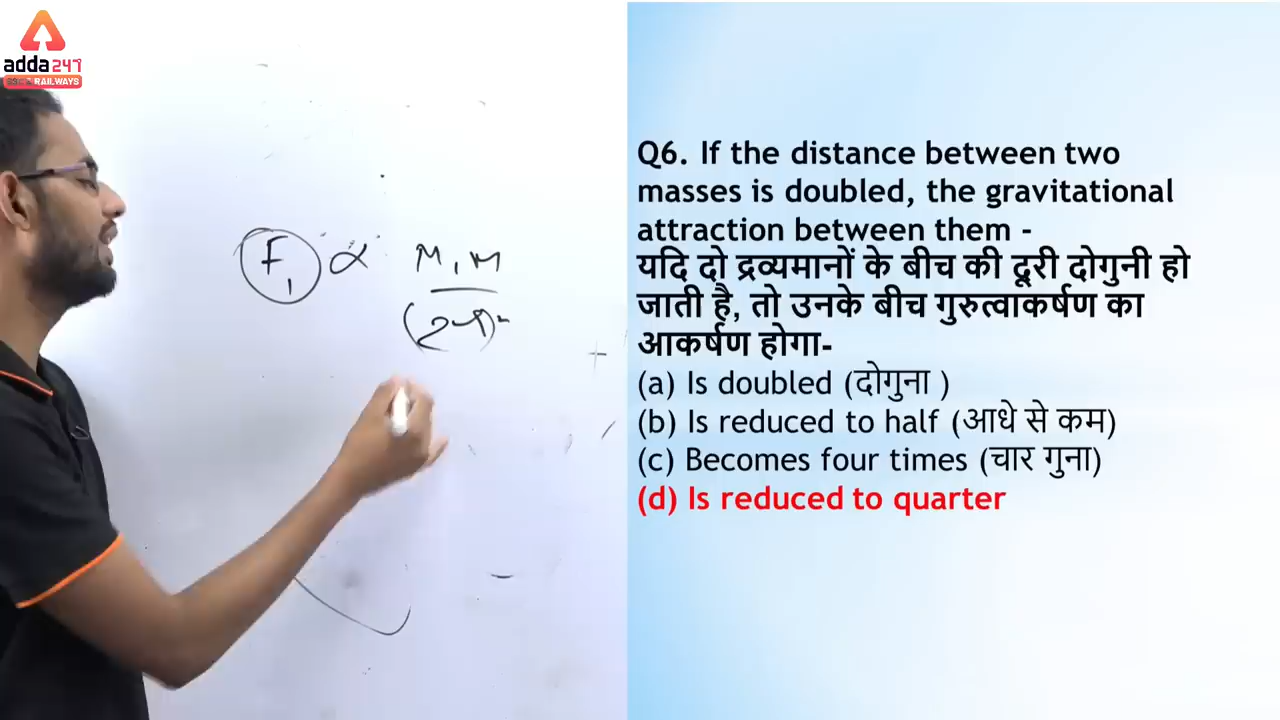 adda247
RAILWAYS
F₁ ∝ M₁M
(2r)²
Q6. If the distance between two
masses is doubled, the gravitational
attraction between them -
यदि दो द्रव्यमानों के बीच की दूरी दोगुनी हो
जाती है, तो उनके बीच गुरुत्वाकर्षण का
आकर्षण होगा-
(a) Is doubled (दोगुना )
(b) Is reduced to half (आधे से कम)
(c) Becomes four times (चार गुना)
(d) Is reduced to quarter